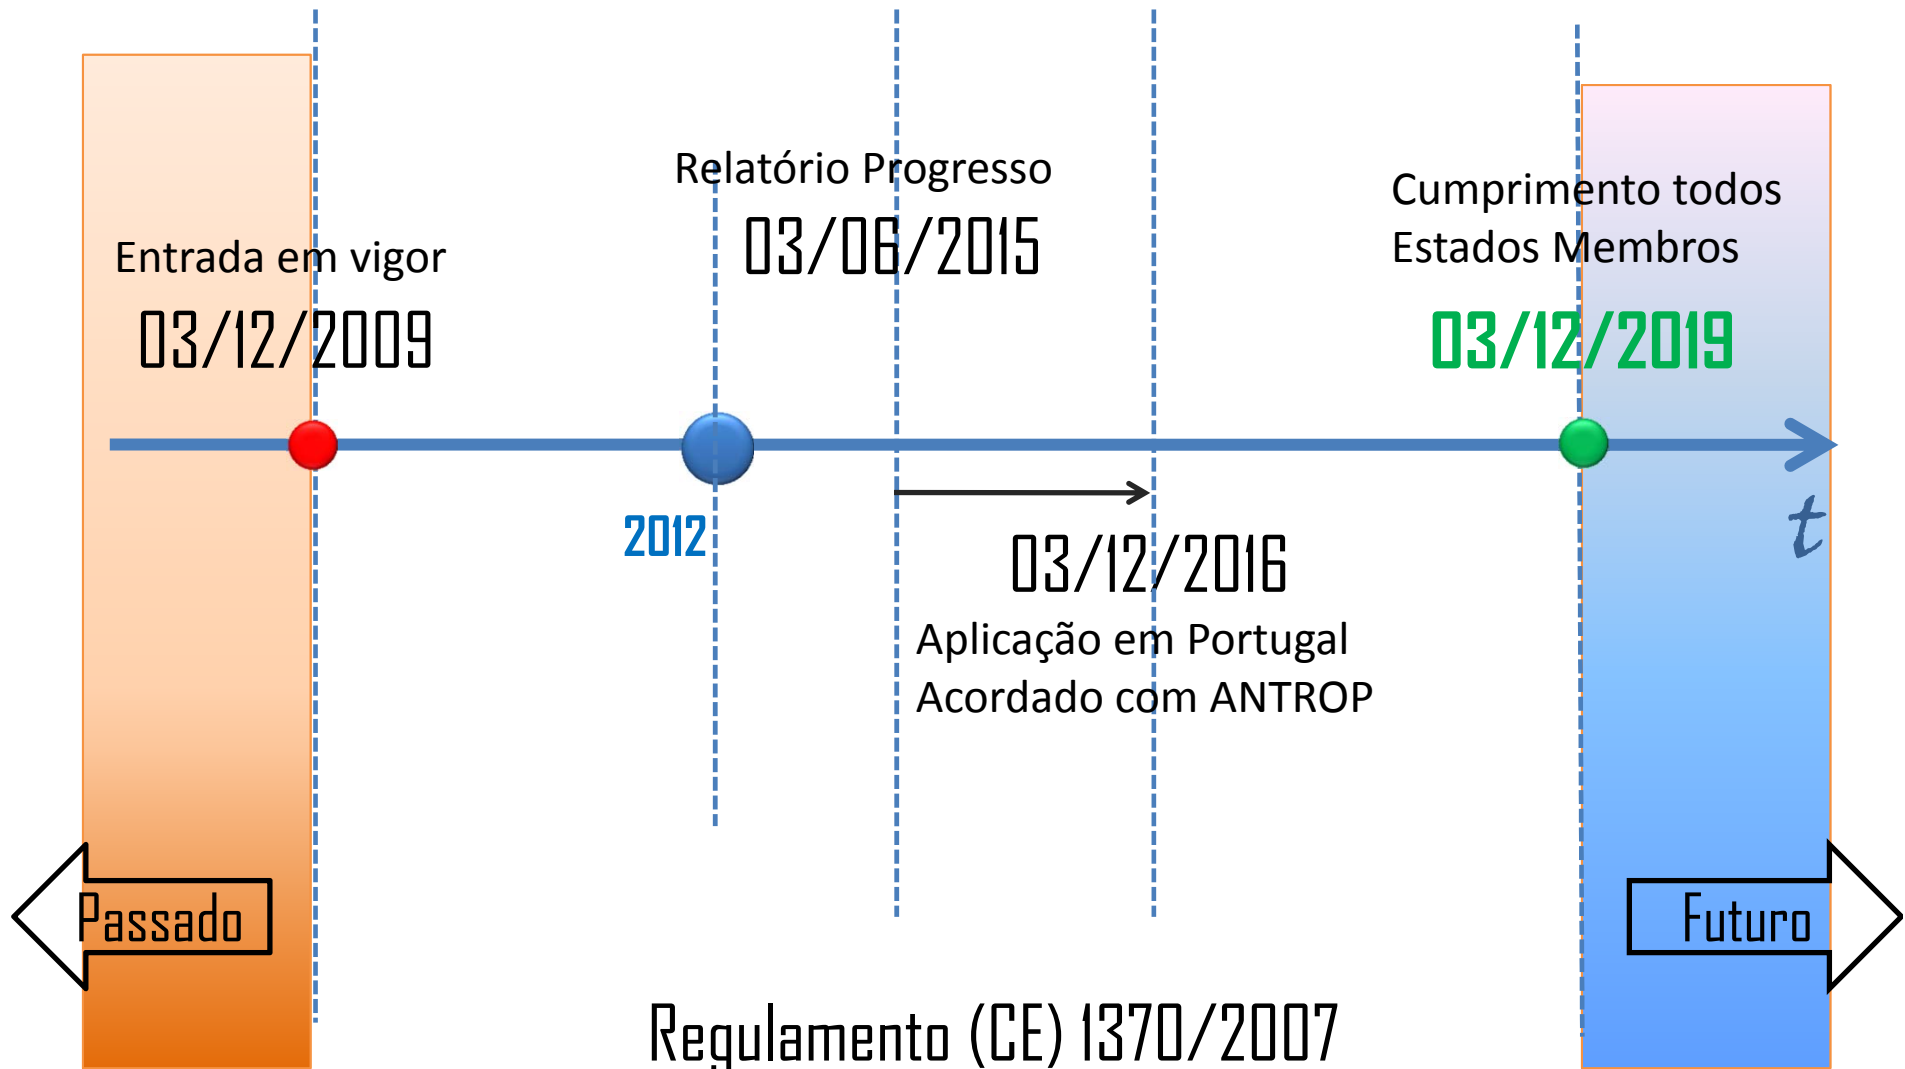 Relatório Progresso
03/06/2015
Cumprimento todos
Estados Membros
03/12/2019
Entrada em vigor
03/12/2009
2012
t
03/12/2016
Aplicação em Portugal
Acordado com ANTROP
Passado
Futuro
Regulamento (CE) 1370/2007